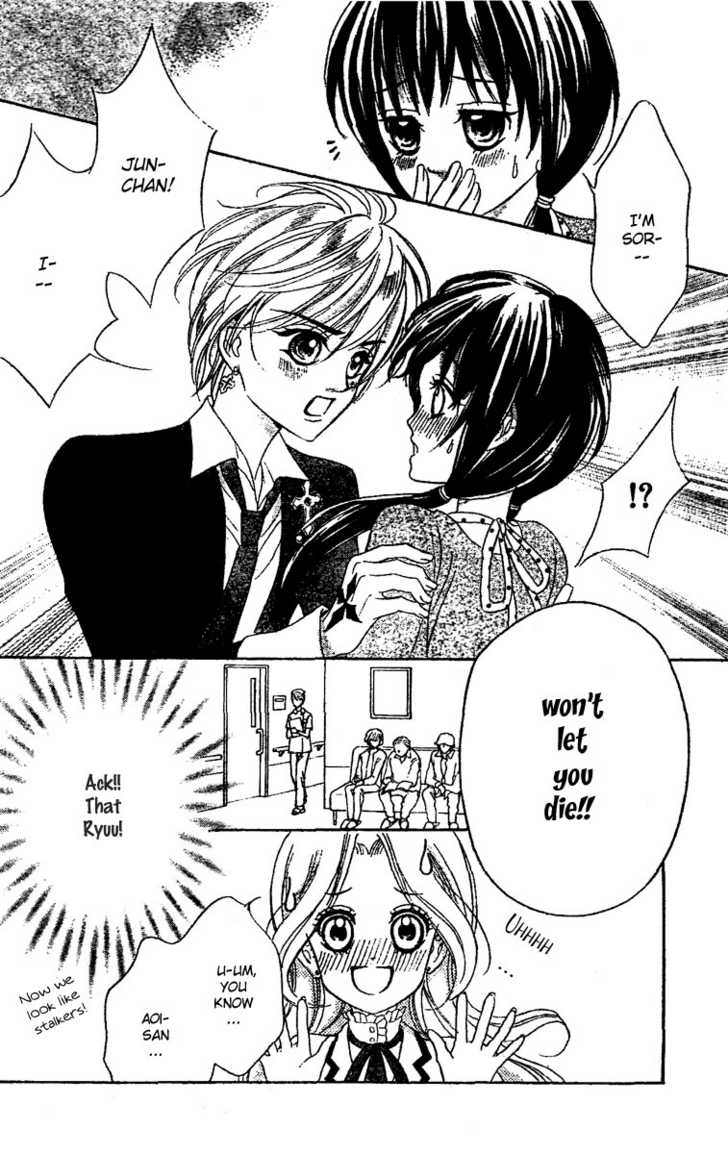 I'M
SOR-
--
JUN-
CHAN!
I-
--
!?
won't
let
you
die!!
Ack!!
That
Ryuu!
UHHHH
...
U-UM,
YOU
KNOW
...
AOI-
SAN
...
Now we
look like
stalkers!